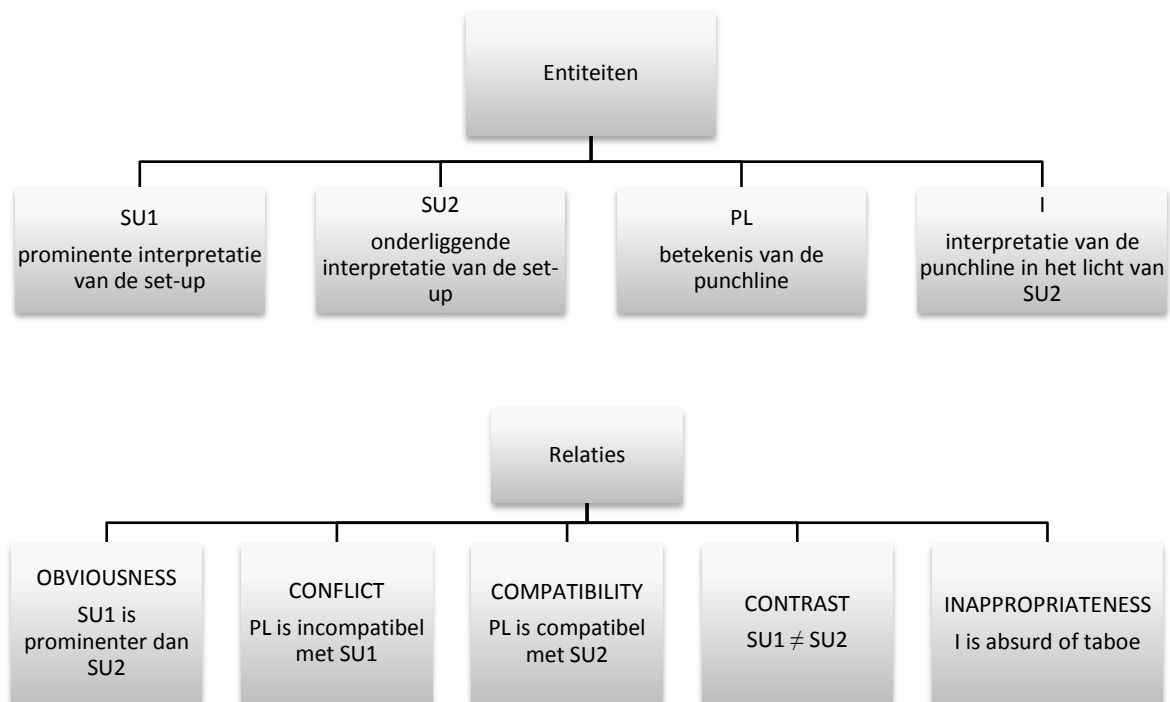 Entiteiten
SU1
prominente interpretatie
van de set-up
SU2
onderliggende
interpretatie van de set-
up
PL
betekenis van de
punchline
I
interpretatie van de
punchline in het licht van
SU2
Relaties
OBVIOUSNESS
SU1 is
prominenter dan
SU2
CONFLICT
PL is incompatibel
met SU1
COMPATIBILITY
PL is compatibel
met SU2
CONTRAST
SU1 ≠ SU2
INAPPROPRIATENESS
I is absurd of taboe